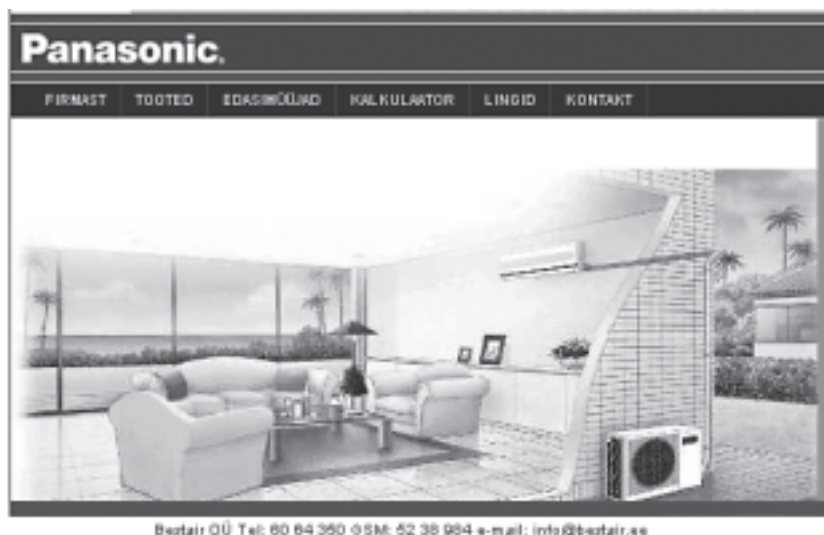 Panasonic.
FIRMAST TOOTED EDASIMÜÜJAD KALKULAATOR LINGID KONTAKT
Bestair OÜ Tel: 60 64 360 GSM: 52 38 984 e-mail: info@bestair.ee